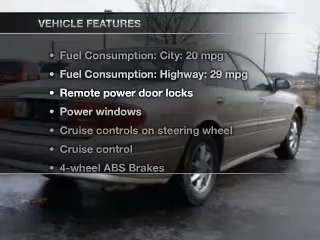 VEHICLE FEATURES
• Fuel Consumption: City: 20 mpg
• Fuel Consumption: Highway: 29 mpg
• Remote power door locks
• Power windows
• Cruise controls on steering wheel
• Cruise control
• 4-wheel ABS Brakes